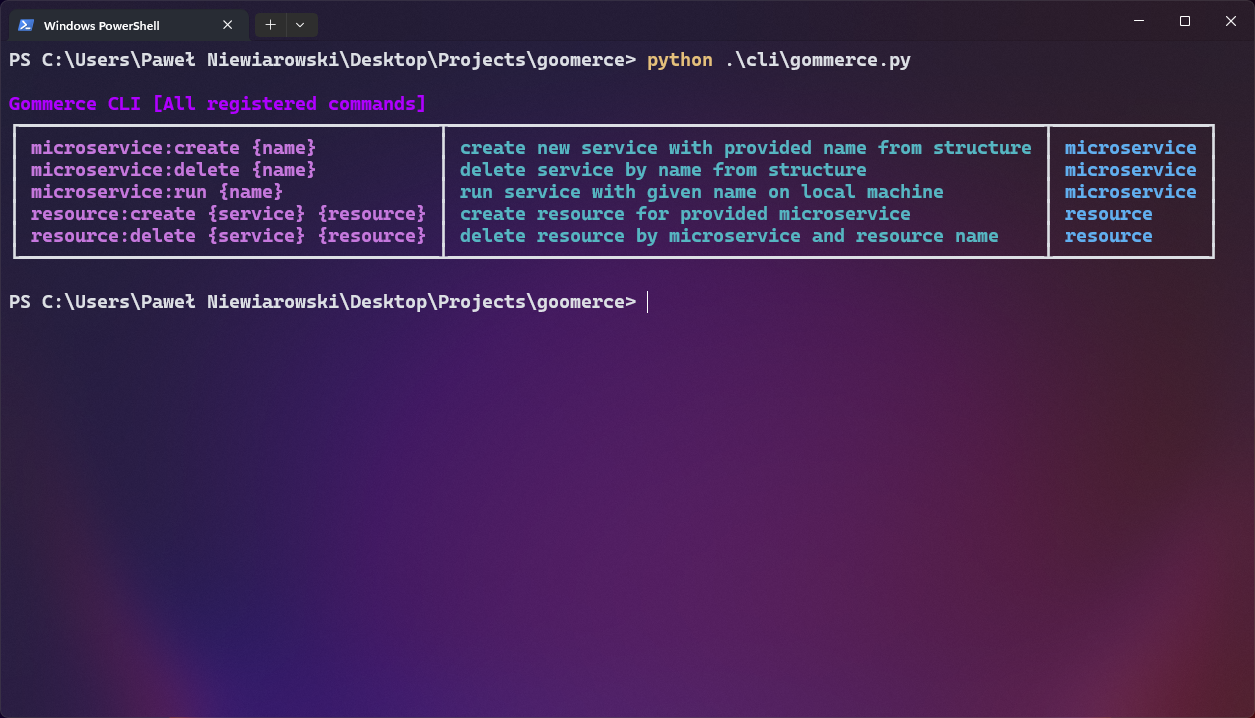 Windows PowerShell
PS C:\Users\Paweł Niewiarowski\Desktop\Projects\goomerce> python .\cli\gommerce.py
Gommerce CLI [All registered commands]
microservice:create {name} create new service with provided name from structure microservice
microservice:delete {name} delete service by name from structure microservice
microservice:run {name} run service with given name on local machine microservice
resource:create {service} {resource} create resource for provided microservice resource
resource:delete {service} {resource} delete resource by microservice and resource name resource
PS C:\Users\Paweł Niewiarowski\Desktop\Projects\goomerce>